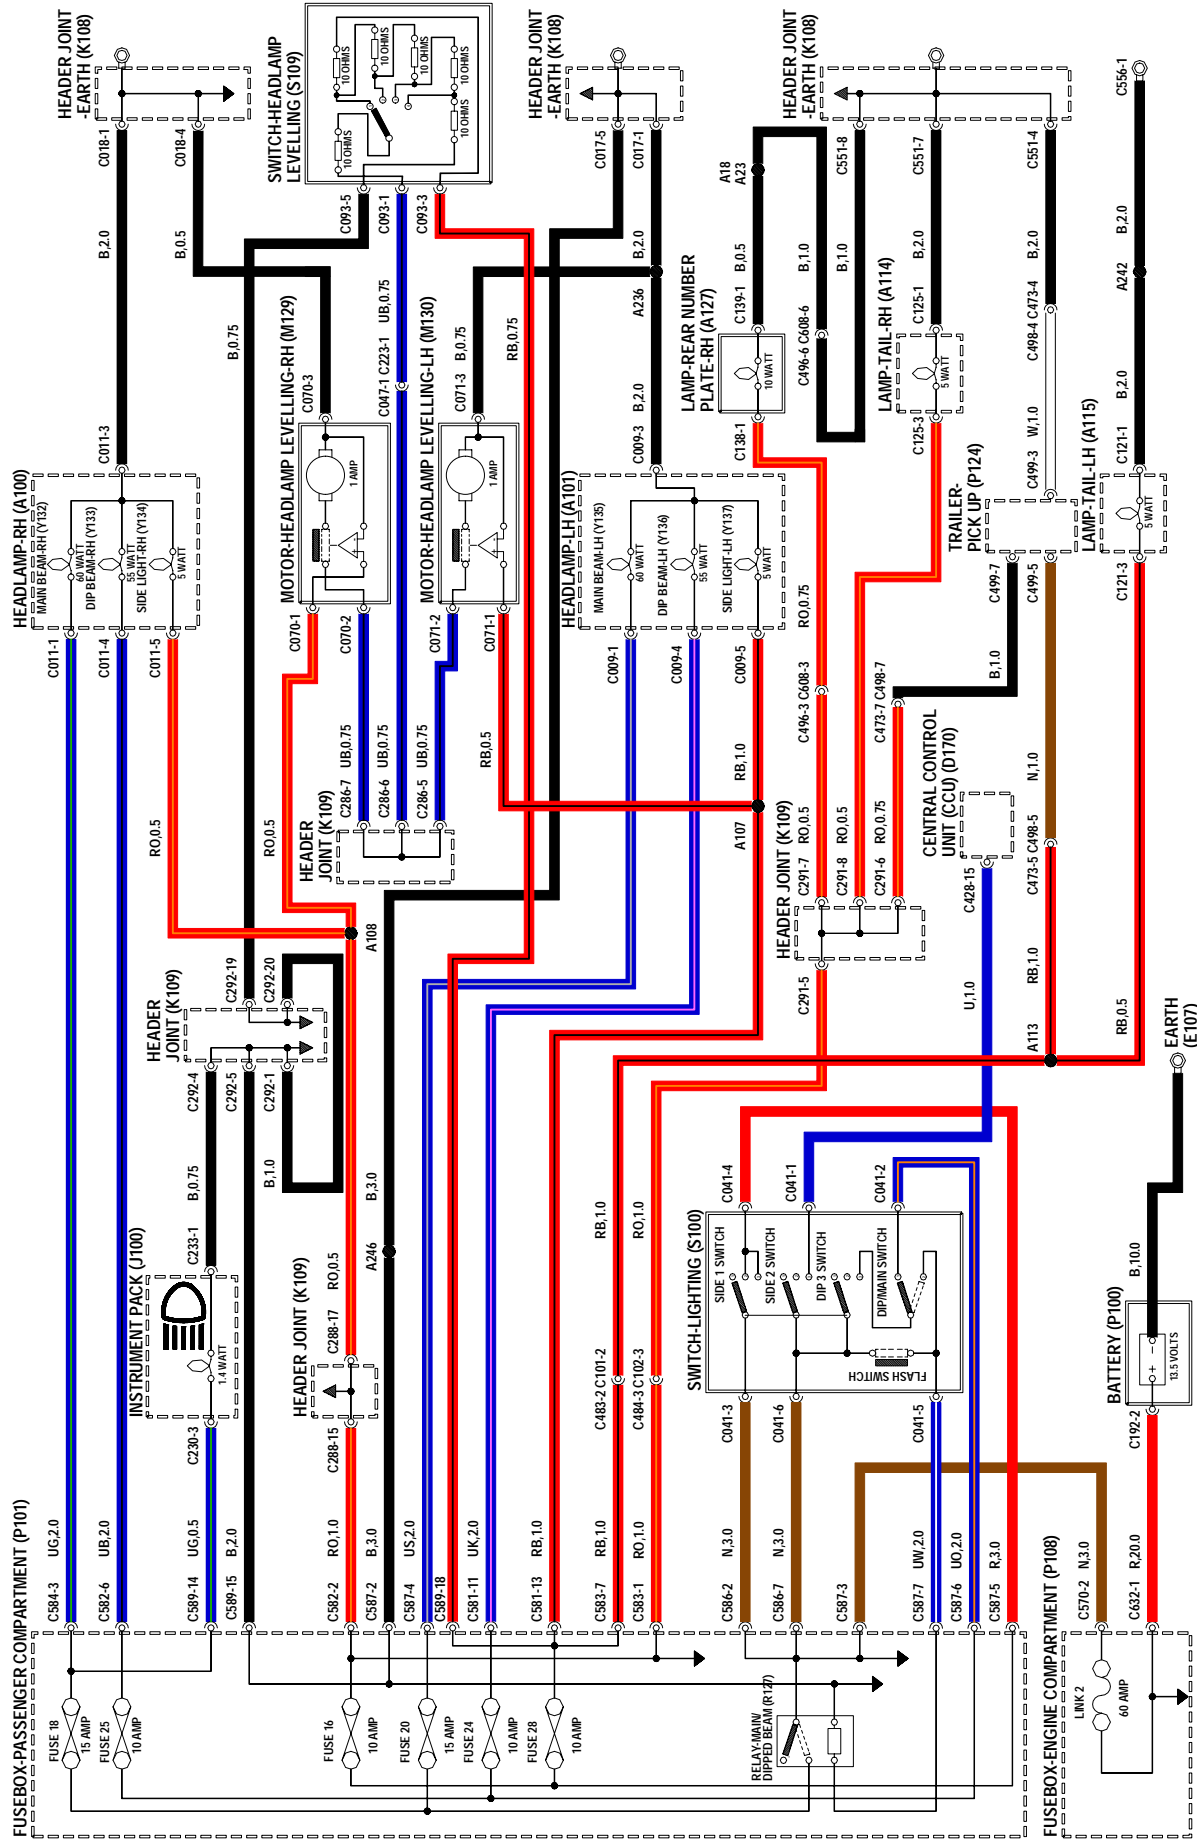 FUSEBOX-PASSENGER COMPARTMENT (P101)
FUSE 18
15 AMP
FUSE 25
10 AMP
FUSE 16
10 AMP
FUSE 20
15 AMP
FUSE 24
10 AMP
FUSE 28
10 AMP
RELAY-MAIN/
DIPPED BEAM (R127)
FUSEBOX-ENGINE COMPARTMENT (P108)
LINK 2
60 AMP
C584-3
UG,2.0
C582-6
UB,2.0
C589-14
UG,0.5
C589-15
B,2.0
C582-2
RO,1.0
C587-2
B,3.0
C587-4
US,2.0
C589-18
C581-11
UK,2.0
C581-13
RB,1.0
C583-7
RB,1.0
C583-1
RO,1.0
C586-2
N,3.0
C586-7
N,3.0
C587-3
C587-7
UW,2.0
C587-6
UO,2.0
C587-5
R,3.0
C570-2
N,3.0
C632-1
R,20.0
INSTRUMENT PACK (J100)
1.4 WATT
C230-3
C233-1
B,0.75
HEADER JOINT (K109)
C288-15
C288-17
RO,0.5
A246
B,3.0
C483-2
C101-2
RB,1.0
C484-3
C102-3
RO,1.0
SWITCH-LIGHTING (S100)
SIDE 1 SWITCH
SIDE 2 SWITCH
DIP 3 SWITCH
DIP/MAIN SWITCH
FLASH SWITCH
C041-3
C041-6
C041-5
C041-4
C041-1
C041-2
BATTERY (P100)
+ -
13.5 VOLTS
C192-2
B,10.0
EARTH
(E107)
HEADER
JOINT (K109)
C292-4
C292-5
C292-1
B,1.0
C292-19
C292-20
A108
HEADER
JOINT (K109)
C286-7
UB,0.75
C286-6
UB,0.75
C286-5
UB,0.75
RB,0.5
RO,0.5
RO,0.5
A107
RB,1.0
HEADER JOINT (K109)
C291-5
C291-7
RO,0.5
C291-8
RO,0.5
C291-6
RO,0.75
CENTRAL CONTROL
UNIT (CCU) (D170)
C428-15
U,1.0
C473-5
C498-5
RB,1.0
N,1.0
A113
RB,0.5
HEADLAMP-RH (A100)
MAIN BEAM-RH (Y132)
60 WATT
DIP BEAM-RH (Y133)
55 WATT
SIDE LIGHT-RH (Y134)
5 WATT
C011-1
C011-4
C011-5
C011-3
MOTOR-HEADLAMP LEVELLING-RH (M129)
1 AMP
C070-1
C070-2
C070-3
MOTOR-HEADLAMP LEVELLING-LH (M130)
1 AMP
C071-2
C071-1
C071-3
B,0.75
C047-1
C223-1
UB,0.75
HEADLAMP-LH (A101)
MAIN BEAM-LH (Y135)
60 WATT
DIP BEAM-LH (Y136)
55 WATT
SIDE LIGHT-LH (Y137)
5 WATT
C009-1
C009-4
C009-5
C009-3
B,2.0
A236
RB,0.75
B,0.75
LAMP-REAR NUMBER
PLATE-RH (A127)
10 WATT
C138-1
C139-1
B,0.5
RO,0.75
C496-3
C608-3
C496-6
C608-6
B,1.0
B,1.0
A18
A23
LAMP-TAIL-RH (A114)
5 WATT
C125-3
C125-1
B,2.0
C473-7
C498-7
B,1.0
TRAILER-
PICK UP (P124)
C499-7
C499-5
C499-3
W,1.0
C498-4
C473-4
B,2.0
LAMP-TAIL-LH (A115)
5 WATT
C121-3
C121-1
B,2.0
A242
B,2.0
C556-1
HEADER JOINT
-EARTH (K108)
C018-1
B,2.0
C018-4
B,0.5
SWITCH-HEADLAMP
LEVELLING (S109)
10 OHMS
10 OHMS
10 OHMS
10 OHMS
10 OHMS
10 OHMS
C093-5
C093-1
C093-3
HEADER JOINT
-EARTH (K108)
C017-5
C017-1
B,2.0
HEADER JOINT
-EARTH (K108)
C551-8
C551-7
C551-4